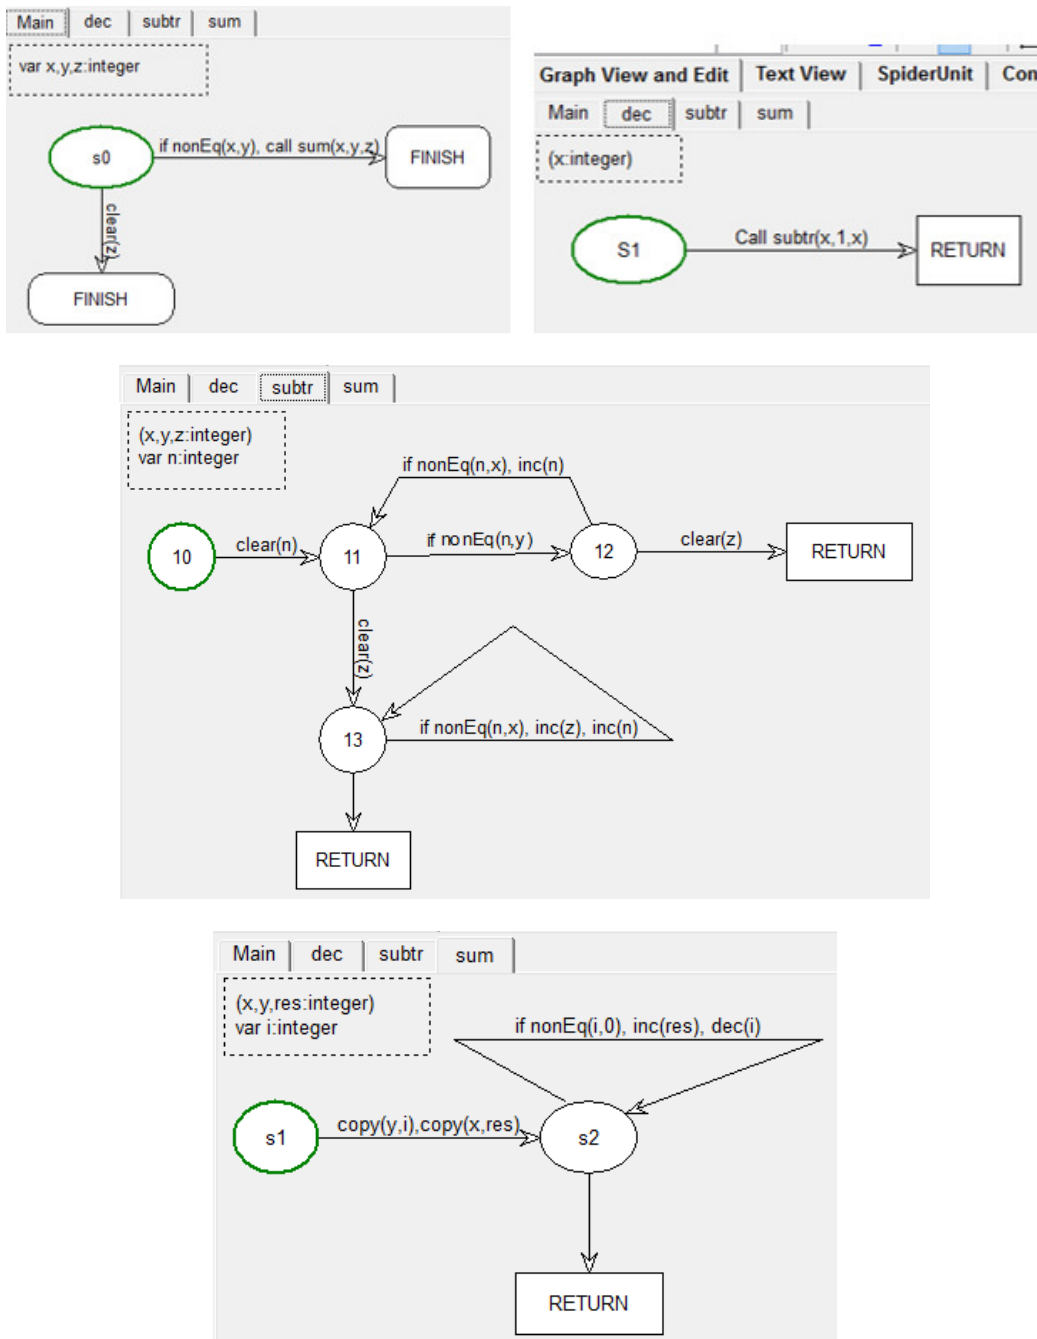 Main dec subtr sum
var x,y,z:integer
s0
if nonEq(x,y), call sum(x,y,z)
FINISH
clear(z)
FINISH
Graph View and Edit Text View SpiderUnit
Main dec subtr sum
(x:integer)
S1
Call subtr(x,1,x)
RETURN
Main dec subtr sum
(x,y,z:integer)
var n:integer
if nonEq(n,x), inc(n)
10
clear(n)
11
if nonEq(n,y)
12
clear(z)
RETURN
clear(z)
13
if nonEq(n,x), inc(z), inc(n)
RETURN
Main dec subtr sum
(x,y,res:integer)
var i:integer
if nonEq(i,0), inc(res), dec(i)
s1
copy(y,i),copy(x,res)
s2
RETURN